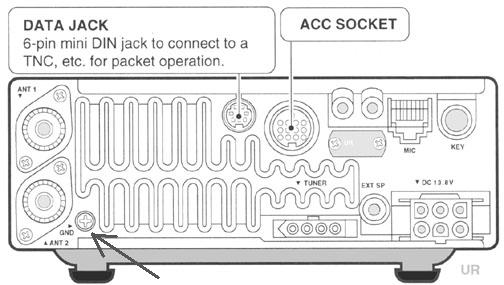 DATA JACK
6-pin mini DIN jack to connect to a
TNC, etc. for packet operation.
ACC SOCKET
ANT 1
▼
UR
MIC
KEY
▼ TUNER
EXT SP
▼ DC 13.8V
►
GND
▲ ANT 2
UR